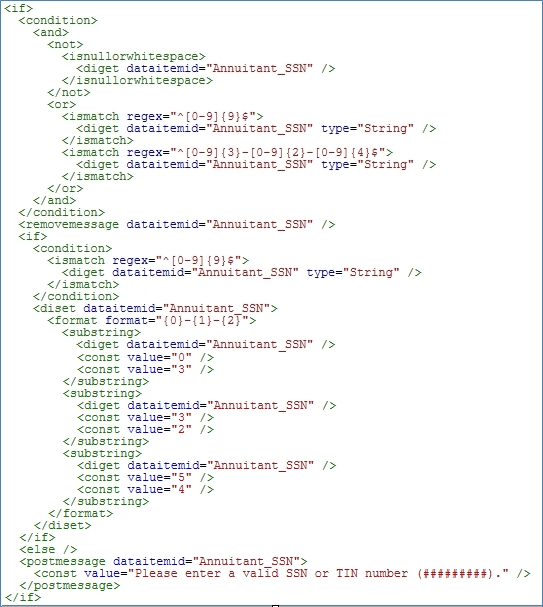 <if>
<condition>
<and>
<not>
<isnullorwhitespace>
<diget dataitemid="Annuitant_SSN" />
</isnullorwhitespace>
</not>
<or>
<ismatch regex="^[0-9]{9}$">
<diget dataitemid="Annuitant_SSN" type="String" />
</ismatch>
<ismatch regex="^[0-9]{3}-[0-9]{2}-[0-9]{4}$">
<diget dataitemid="Annuitant_SSN" type="String" />
</ismatch>
</or>
</and>
</condition>
<removemessage dataitemid="Annuitant_SSN" />
<if>
<condition>
<ismatch regex="^[0-9]{9}$">
<diget dataitemid="Annuitant_SSN" type="String" />
</ismatch>
</condition>
<diset dataitemid="Annuitant_SSN">
<format format="{0}-{1}-{2}">
<substring>
<diget dataitemid="Annuitant_SSN" />
<const value="0" />
<const value="3" />
</substring>
<substring>
<diget dataitemid="Annuitant_SSN" />
<const value="3" />
<const value="2" />
</substring>
<substring>
<diget dataitemid="Annuitant_SSN" />
<const value="5" />
<const value="4" />
</substring>
</format>
</diset>
</if>
<else />
<postmessage dataitemid="Annuitant_SSN">
<const value="Please enter a valid SSN or TIN number (#########)." />
</postmessage>
</if>